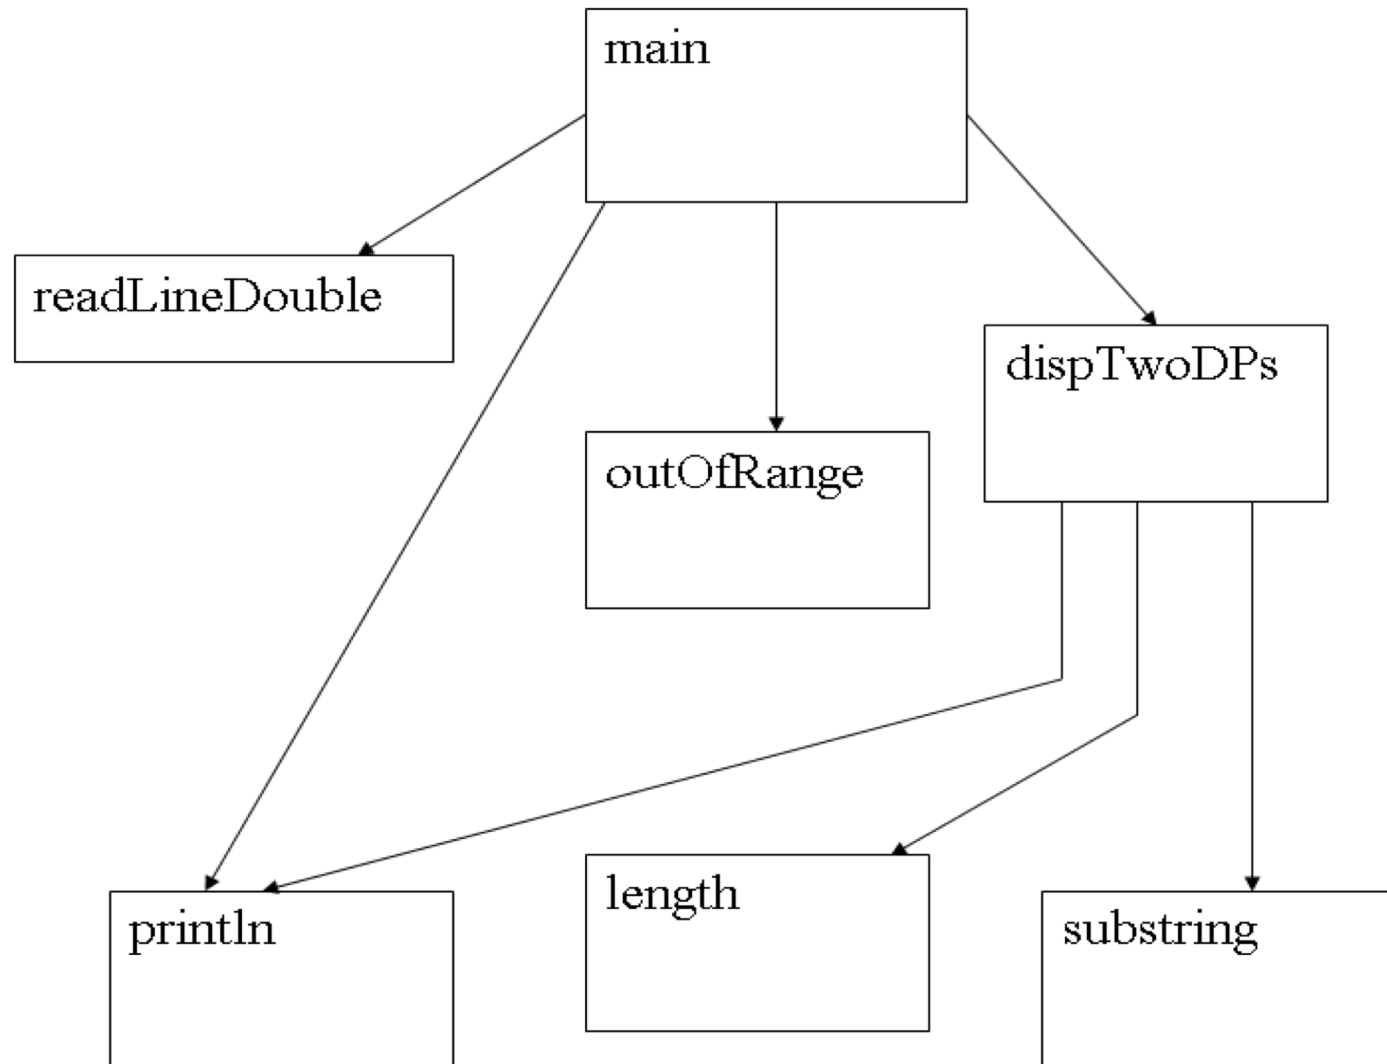 main
readLineDouble
dispTwoDPs
outOfRange
println
length
substring